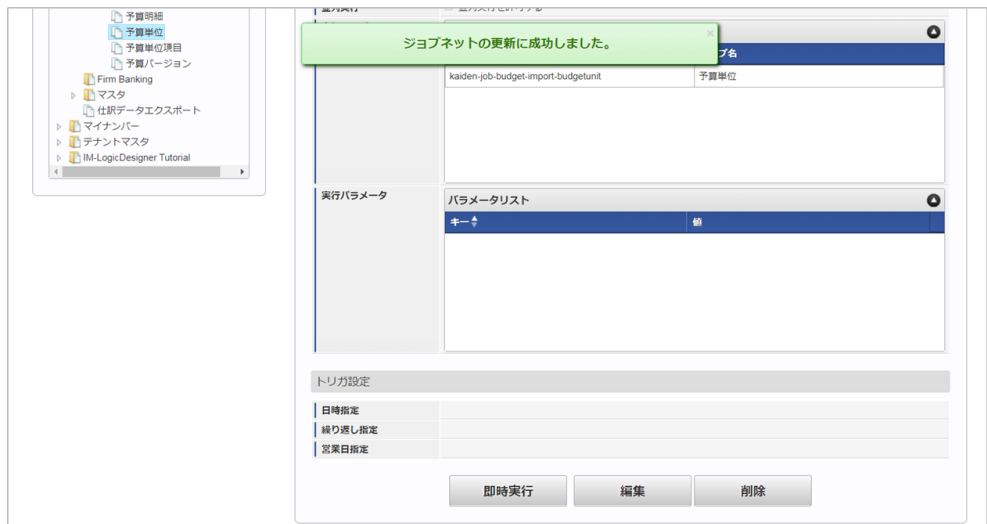 予算明細
予算単位
予算単位項目
予算バージョン
Firm Banking
マスタ
仕訳データエクスポート
マイナンバー
テナントマスタ
IM-LogicDesigner Tutorial
ジョブネットの更新に成功しました。
×
ブ名
kaiden-job-budget-import-budgetunit 予算単位
実行パラメータ
パラメータリスト
キー 値
トリガ設定
日時指定
繰り返し指定
営業日指定
即時実行 編集 削除